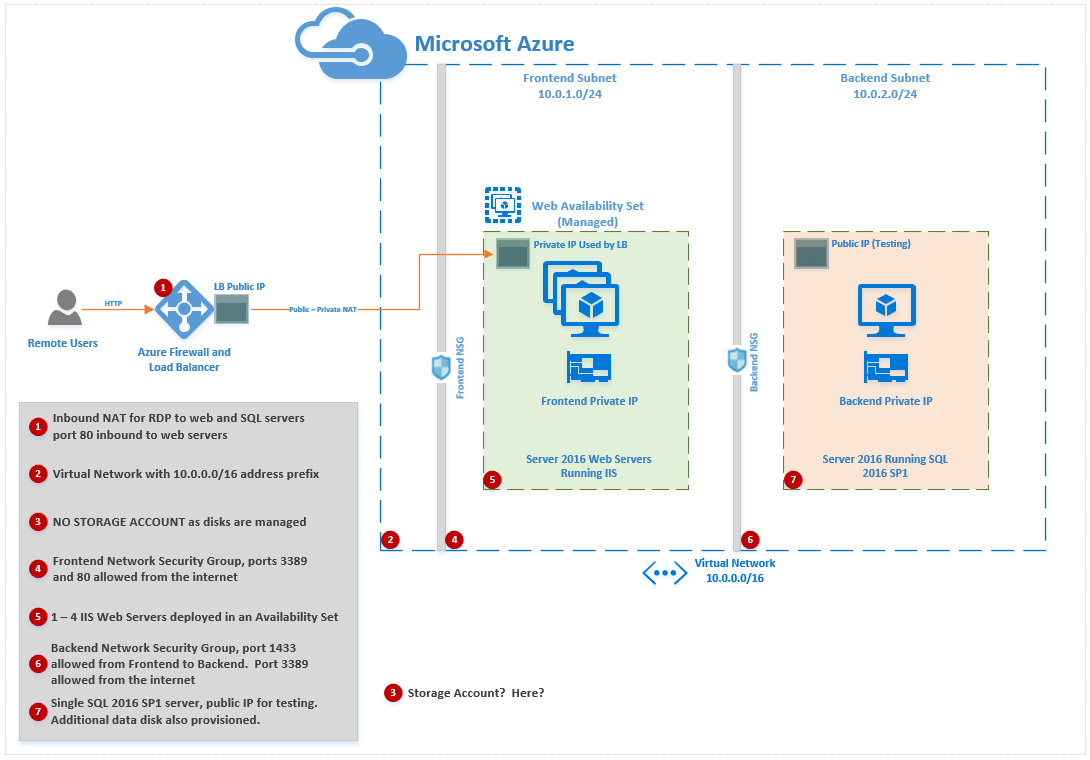 Microsoft Azure
Frontend Subnet
10.0.1.0/24
Backend Subnet
10.0.2.0/24
Web Availability Set
(Managed)
Private IP Used by LB
Public IP (Testing)
1
LB Public IP
HTTP
Public – Private NAT
Remote Users
Azure Firewall and
Load Balancer
Frontend NSG
Backend NSG
Frontend Private IP
Backend Private IP
Server 2016 Web Servers
Running IIS
Server 2016 Running SQL
2016 SP1
5
7
2
4
6
Virtual Network
10.0.0.0/16
1 Inbound NAT for RDP to web and SQL servers
port 80 inbound to web servers
2 Virtual Network with 10.0.0.0/16 address prefix
3 NO STORAGE ACCOUNT as disks are managed
4 Frontend Network Security Group, ports 3389
and 80 allowed from the internet
5 1 – 4 IIS Web Servers deployed in an Availability Set
6 Backend Network Security Group, port 1433
allowed from Frontend to Backend. Port 3389
allowed from the internet
7 Single SQL 2016 SP1 server, public IP for testing.
Additional data disk also provisioned.
3 Storage Account? Here?